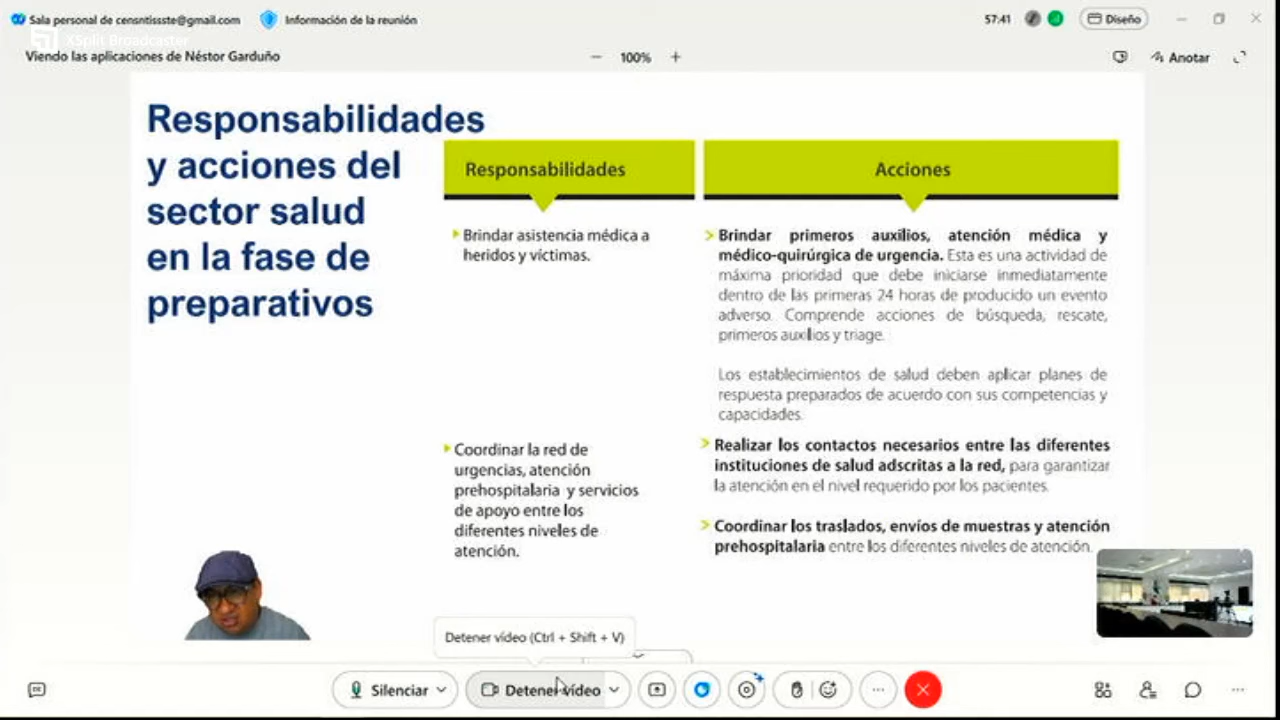 Sala personal de censntissste@gmail.com
Información de la reunión
57:41
Diseño
XSplit Broadcaster
Viendo las aplicaciones de Néstor Garduño
100%
Anotar
Responsabilidades
y acciones del
sector salud
en la fase de
preparativos
Responsabilidades
Acciones
Brindar asistencia médica a
heridos y víctimas.
Brindar primeros auxilios, atención médica y
médico-quirúrgica de urgencia. Esta es una actividad de
máxima prioridad que debe iniciarse inmediatamente
dentro de las primeras 24 horas de producido un evento
adverso. Comprende acciones de búsqueda, rescate,
primeros auxilios y triage.
Los establecimientos de salud deben aplicar planes de
respuesta preparados de acuerdo con sus competencias y
capacidades.
Coordinar la red de
urgencias, atención
prehospitalaria y servicios
de apoyo entre los
diferentes niveles de
atención.
Realizar los contactos necesarios entre las diferentes
instituciones de salud adscritas a la red, para garantizar
la atención en el nivel requerido por los pacientes.
Coordinar los traslados, envíos de muestras y atención
prehospitalaria entre los diferentes niveles de atención.
Detener vídeo (Ctrl + Shift + V)
Silenciar
Detener vídeo